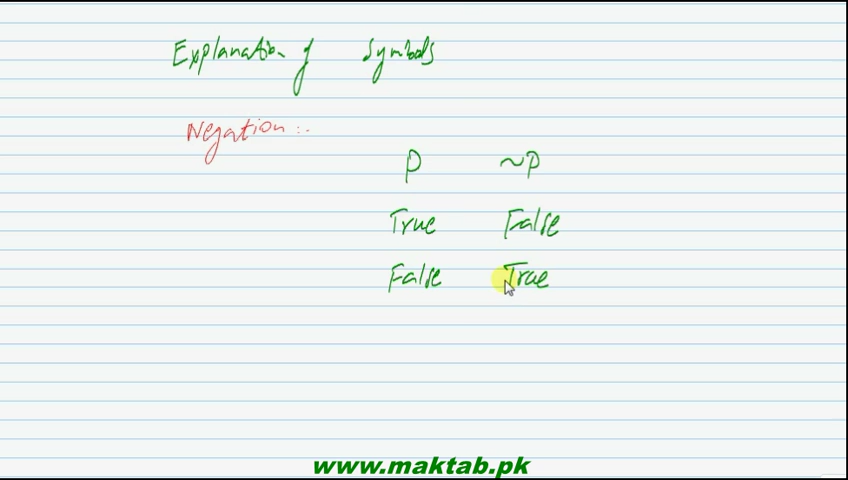 Explanation of Symbols
Negation :-
P ~P
True False
False True
www.maktab.pk